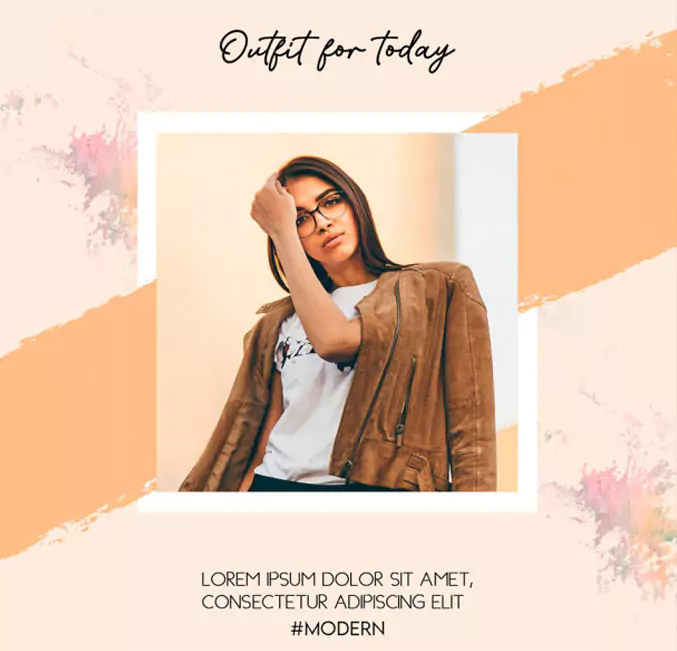 Outfit for today
LOREM IPSUM DOLOR SIT AMET,
CONSECTETUR ADIPISCING ELIT
#MODERN